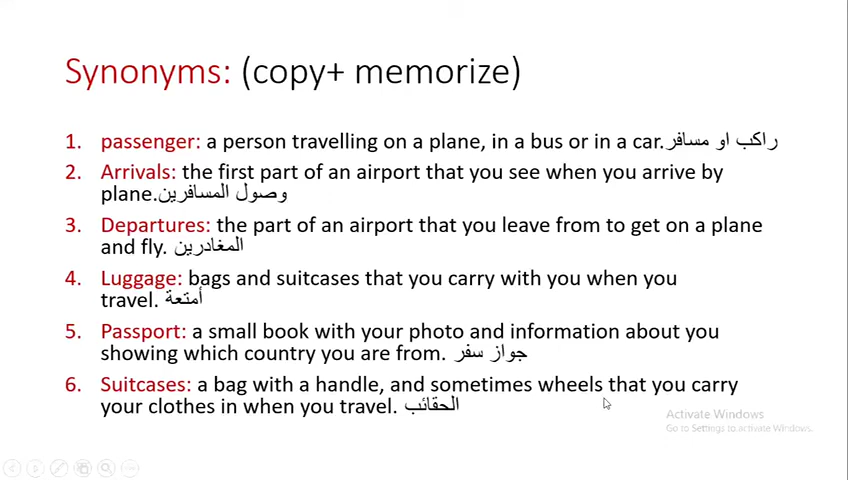 Synonyms: (copy+ memorize)
1. passenger: a person travelling on a plane, in a bus or in a car.راكب او مسافر
2. Arrivals: the first part of an airport that you see when you arrive by
plane.وصول المسافرين
3. Departures: the part of an airport that you leave from to get on a plane
and fly. المغادرين
4. Luggage: bags and suitcases that you carry with you when you
travel. أمتعة
5. Passport: a small book with your photo and information about you
showing which country you are from. جواز سفر
6. Suitcases: a bag with a handle, and sometimes wheels that you carry
your clothes in when you travel. الحقائب
Activate Windows
Go to Settings to activate Windows.